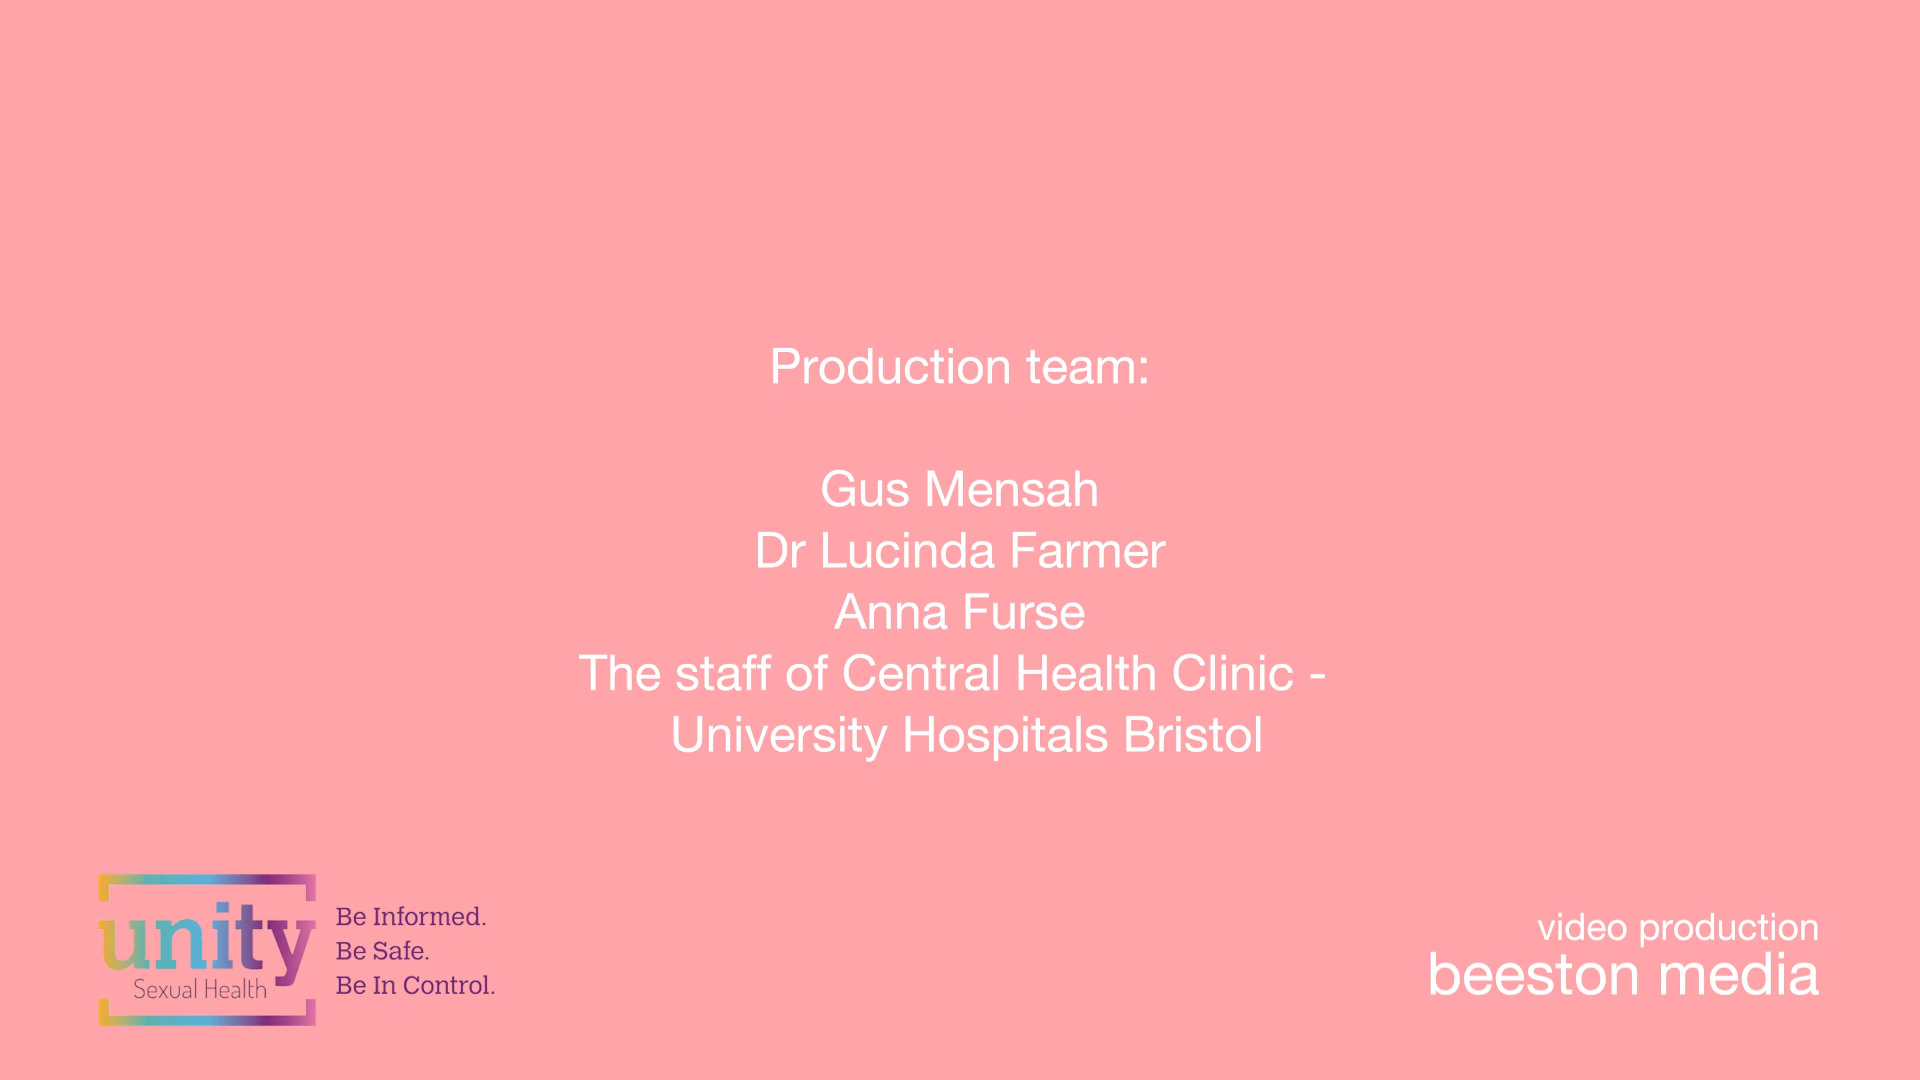 Production team:
Gus Mensah
Dr Lucinda Farmer
Anna Furse
The staff of Central Health Clinic -
University Hospitals Bristol
unity
Sexual Health
Be Informed.
Be Safe.
Be In Control.
video production
beeston media